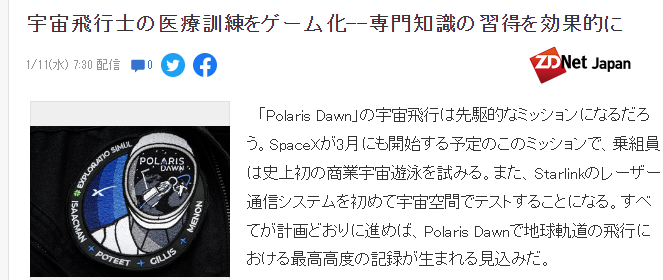 宇宙飛行士の医療訓練をゲーム化--専門知識の習得を効果的に
1/11(水) 7:30 配信 0
ZDNet Japan
「Polaris Dawn」の宇宙飛行は先駆的なミッションになるだろ
う。SpaceXが3月にも開始する予定のこのミッションで、乗組員
は史上初の商業宇宙遊泳を試みる。また、Starlinkのレーザー
通信システムを初めて宇宙空間でテストすることになる。すべ
てが計画どおりに進めば、Polaris Dawnで地球軌道の飛行に
おける最高高度の記録が生まれる見込みだ。
EXPLORATIO SIMUL
POLARIS
DAWN
ISAACMAN
POTEET
GILLIS
MENON